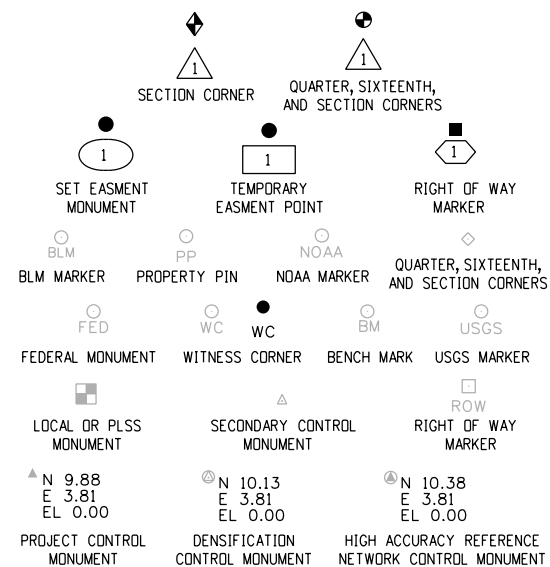 1
1
SECTION CORNER
QUARTER, SIXTEENTH,
AND SECTION CORNERS
1
1
1
SET EASMENT
MONUMENT
TEMPORARY
EASMENT POINT
RIGHT OF WAY
MARKER
BLM
PP
NOAA
BLM MARKER
PROPERTY PIN
NOAA MARKER
QUARTER, SIXTEENTH,
AND SECTION CORNERS
FED
WC
WC
BM
USGS
FEDERAL MONUMENT
WITNESS CORNER
BENCH MARK
USGS MARKER
ROW
LOCAL OR PLSS
MONUMENT
SECONDARY CONTROL
MONUMENT
RIGHT OF WAY
MARKER
N 9.88
E 3.81
EL 0.00
N 10.13
E 3.81
EL 0.00
N 10.38
E 3.81
EL 0.00
PROJECT CONTROL
MONUMENT
DENSIFICATION
CONTROL MONUMENT
HIGH ACCURACY REFERENCE
NETWORK CONTROL MONUMENT